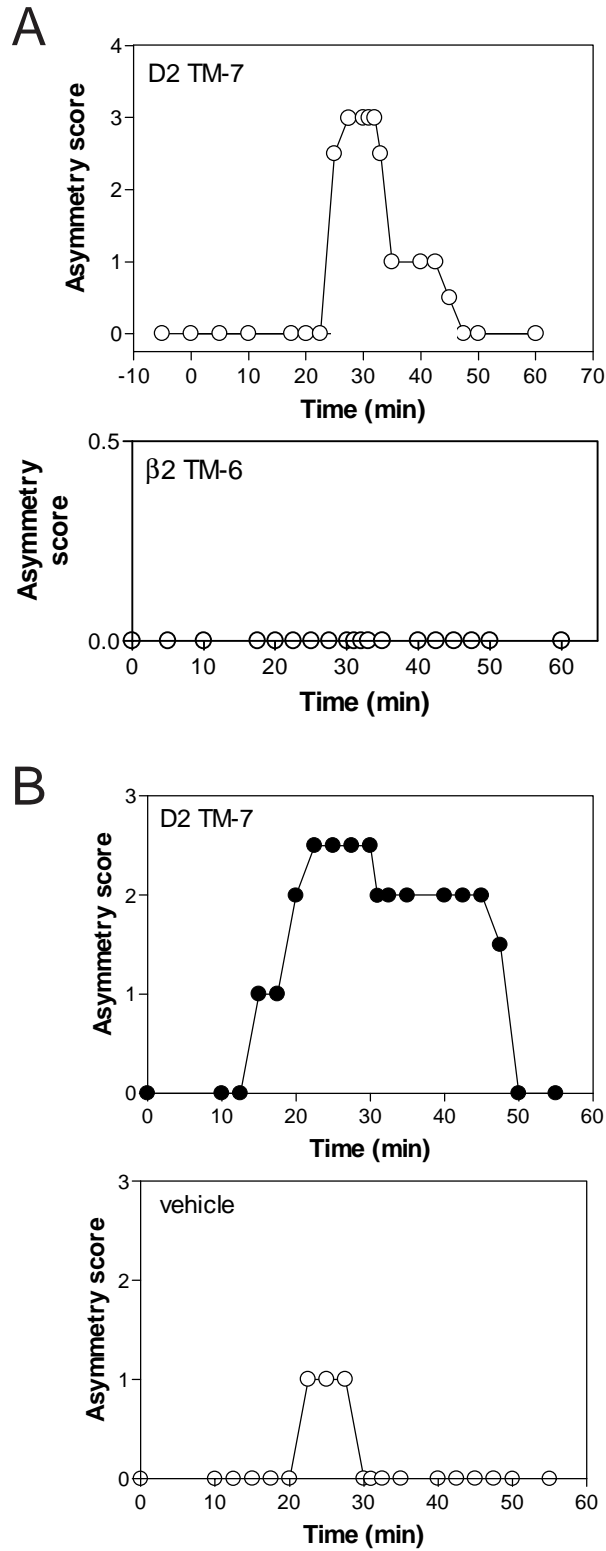 A
D2 TM-7
Asymmetry score
4
3
2
1
0
-10 0 10 20 30 40 50 60 70
Time (min)
β2 TM-6
Asymmetry
score
0.5
0.0
0 10 20 30 40 50 60
Time (min)
B
D2 TM-7
Asymmetry score
3
2
1
0
0 10 20 30 40 50 60
Time (min)
vehicle
Asymmetry score
3
2
1
0
0 10 20 30 40 50 60
Time (min)